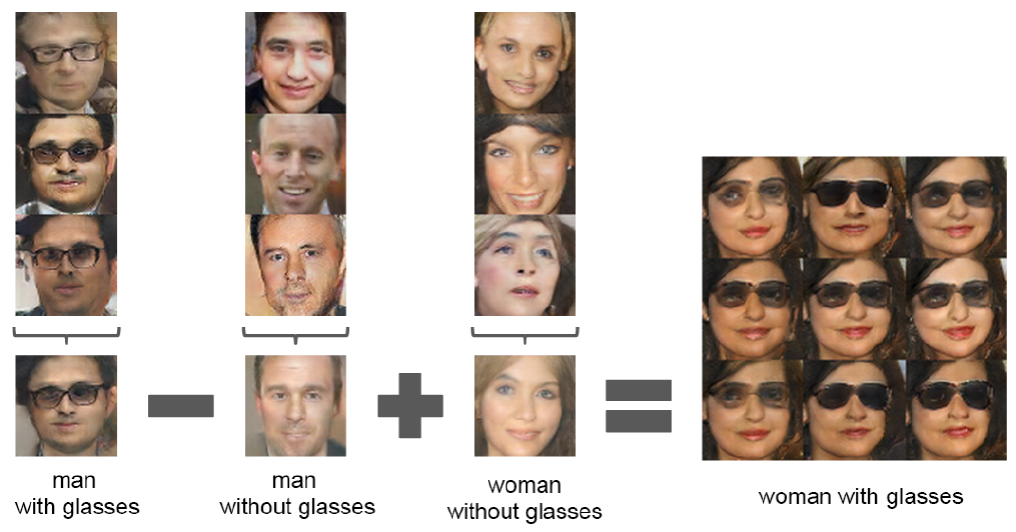 man
with glasses
man
without glasses
woman
without glasses
woman with glasses